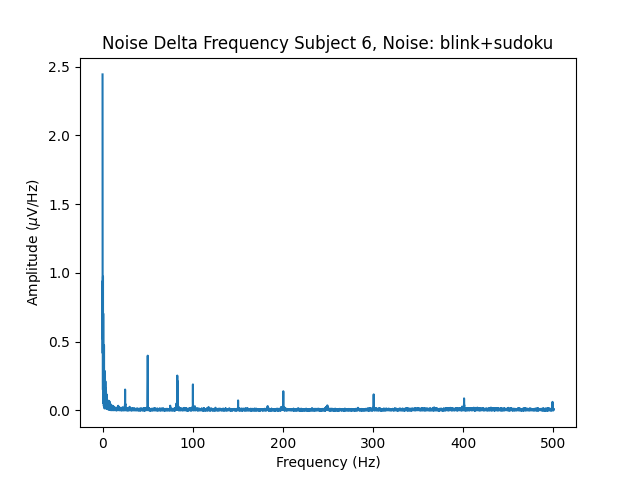 Noise Delta Frequency Subject 6, Noise: blink+sudoku
2.5
2.0
1.5
1.0
0.5
0.0
Amplitude (μV/Hz)
0 100 200 300 400 500
Frequency (Hz)